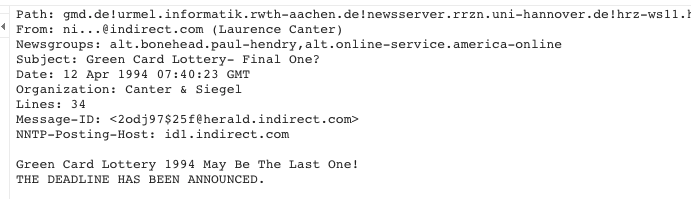 Path: gmd.de!urmel.informatik.rwth-aachen.de!newsserver.rrzn.uni-hannover.de!hrz-ws11.h
From: ni...@indirect.com (Laurence Canter)
Newsgroups: alt.bonehead.paul-hendry,alt.online-service.america-online
Subject: Green Card Lottery- Final One?
Date: 12 Apr 1994 07:40:23 GMT
Organization: Canter & Siegel
Lines: 34
Message-ID: <2odj97$25f@herald.indirect.com>
NNTP-Posting-Host: id1.indirect.com
Green Card Lottery 1994 May Be The Last One!
THE DEADLINE HAS BEEN ANNOUNCED.